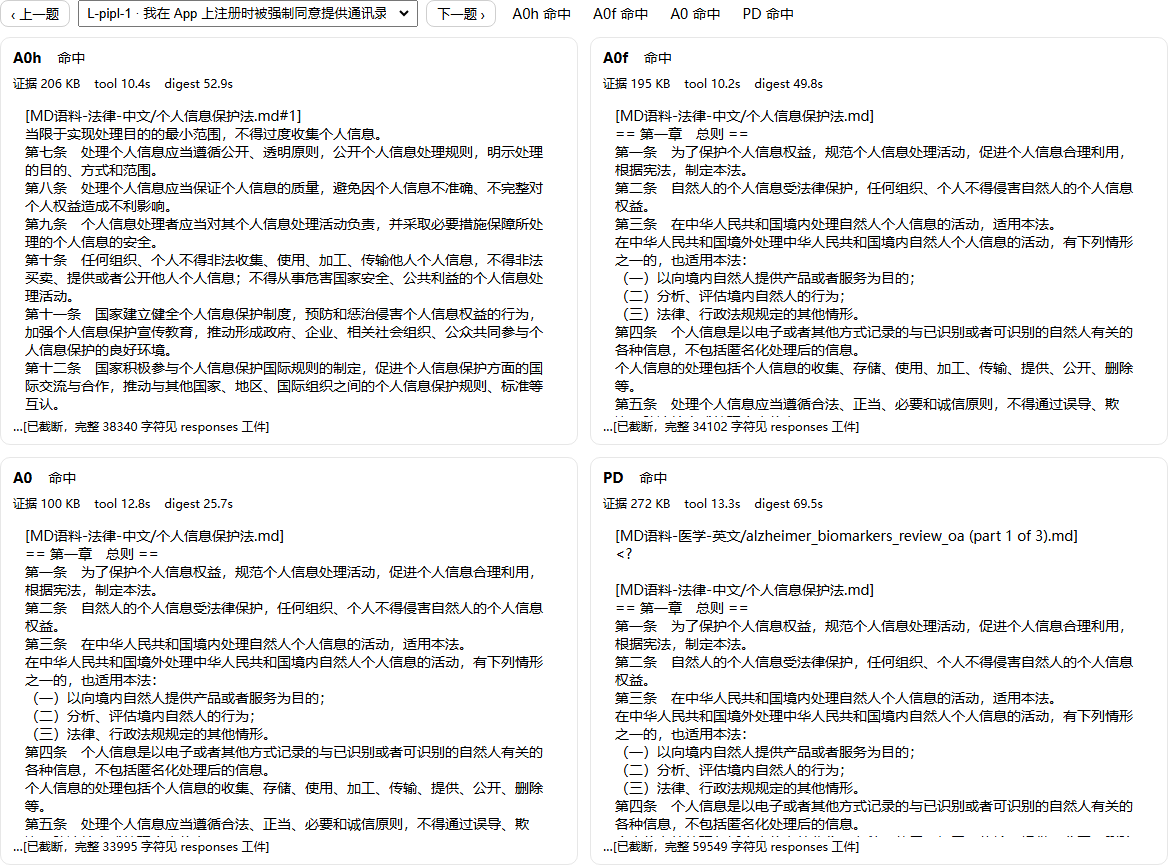 ‹ 上一题 L-pipl-1 · 我在 App 上注册时被强制同意提供通讯录 下一题 › A0h 命中 A0f 命中 A0 命中 PD 命中
A0h 命中
证据 206 KB tool 10.4s digest 52.9s
[MD语料-法律-中文/个人信息保护法.md#1]
当限于实现处理目的的最小范围，不得过度收集个人信息。
第七条　处理个人信息应当遵循公开、透明原则，公开个人信息处理规则，明示处理
的目的、方式和范围。
第八条　处理个人信息应当保证个人信息的质量，避免因个人信息不准确、不完整对
个人权益造成不利影响。
第九条　个人信息处理者应当对其个人信息处理活动负责，并采取必要措施保障所处
理的个人信息的安全。
第十条　任何组织、个人不得非法收集、使用、加工、传输他人个人信息，不得非法
买卖、提供或者公开他人个人信息；不得从事危害国家安全、公共利益的个人信息处
理活动。
第十一条　国家建立健全个人信息保护制度，预防和惩治侵害个人信息权益的行为，
加强个人信息保护宣传教育，推动形成政府、企业、相关社会组织、公众共同参与个
人信息保护的良好环境。
第十二条　国家积极参与个人信息保护国际规则的制定，促进个人信息保护方面的国
际交流与合作，推动与其他国家、地区、国际组织之间的个人信息保护规则、标准等
互认。
...[已截断，完整 38340 字符见 responses 工件]
A0f 命中
证据 195 KB tool 10.2s digest 49.8s
[MD语料-法律-中文/个人信息保护法.md]
== 第一章　总则 ==
第一条　为了保护个人信息权益，规范个人信息处理活动，促进个人信息合理利用，
根据宪法，制定本法。
第二条　自然人的个人信息受法律保护，任何组织、个人不得侵害自然人的个人信息
权益。
第三条　在中华人民共和国境内处理自然人个人信息的活动，适用本法。
在中华人民共和国境外处理中华人民共和国境内自然人个人信息的活动，有下列情形
之一的，也适用本法：
（一）以向境内自然人提供产品或者服务为目的；
（二）分析、评估境内自然人的行为；
（三）法律、行政法规规定的其他情形。
第四条　个人信息是以电子或者其他方式记录的与已识别或者可识别的自然人有关的
各种信息，不包括匿名化处理后的信息。
个人信息的处理包括个人信息的收集、存储、使用、加工、传输、提供、公开、删除
等。
第五条　处理个人信息应当遵循合法、正当、必要和诚信原则，不得通过误导、欺
...[已截断，完整 34102 字符见 responses 工件]
A0 命中
证据 100 KB tool 12.8s digest 25.7s
[MD语料-法律-中文/个人信息保护法.md]
== 第一章　总则 ==
第一条　为了保护个人信息权益，规范个人信息处理活动，促进个人信息合理利用，
根据宪法，制定本法。
第二条　自然人的个人信息受法律保护，任何组织、个人不得侵害自然人的个人信息
权益。
第三条　在中华人民共和国境内处理自然人个人信息的活动，适用本法。
在中华人民共和国境外处理中华人民共和国境内自然人个人信息的活动，有下列情形
之一的，也适用本法：
（一）以向境内自然人提供产品或者服务为目的；
（二）分析、评估境内自然人的行为；
（三）法律、行政法规规定的其他情形。
第四条　个人信息是以电子或者其他方式记录的与已识别或者可识别的自然人有关的
各种信息，不包括匿名化处理后的信息。
个人信息的处理包括个人信息的收集、存储、使用、加工、传输、提供、公开、删除
等。
第五条　处理个人信息应当遵循合法、正当、必要和诚信原则，不得通过误导、欺
...[已截断，完整 33995 字符见 responses 工件]
PD 命中
证据 272 KB tool 13.3s digest 69.5s
[MD语料-医学-英文/alzheimer_biomarkers_review_oa (part 1 of 3).md]
<?
[MD语料-法律-中文/个人信息保护法.md]
== 第一章　总则 ==
第一条　为了保护个人信息权益，规范个人信息处理活动，促进个人信息合理利用，
根据宪法，制定本法。
第二条　自然人的个人信息受法律保护，任何组织、个人不得侵害自然人的个人信息
权益。
第三条　在中华人民共和国境内处理自然人个人信息的活动，适用本法。
在中华人民共和国境外处理中华人民共和国境内自然人个人信息的活动，有下列情形
之一的，也适用本法：
（一）以向境内自然人提供产品或者服务为目的；
（二）分析、评估境内自然人的行为；
（三）法律、行政法规规定的其他情形。
第四条　个人信息是以电子或者其他方式记录的与已识别或者可识别的自然人有关的
各种信息，不包括匿名化处理后的信息。
...[已截断，完整 59549 字符见 responses 工件]